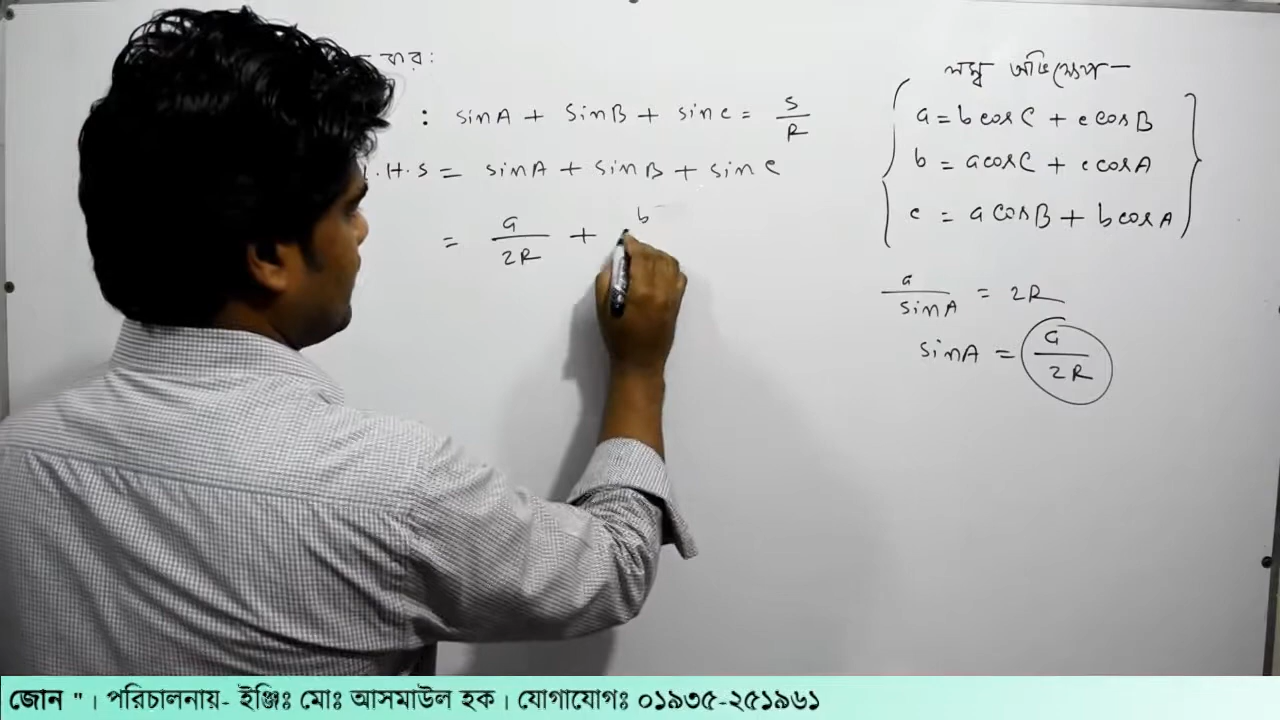 : sinA + sinB + sinC = S/R
.H.S = sinA + sinB + sinC
= a/2R + b
লম্ব অভিক্ষেপ—
a = b cosC + c cosB
b = a cosC + c cosA
c = a cosB + b cosA
a/sinA = 2R
sinA = a/2R
জোন "। পরিচালনায়- ইঞ্জিঃ মোঃ আসমাউল হক। যোগাযোগঃ ০১৯৩৫-২৫১৯৬১